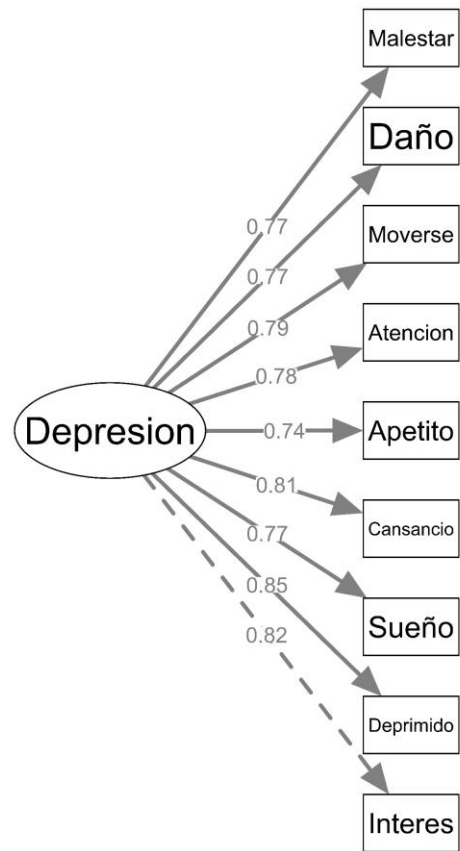 Malestar
Daño
Moverse
Atencion
Apetito
Cansancio
Sueño
Deprimido
Interes
Depresion
0.77
0.77
0.79
0.78
0.74
0.81
0.77
0.85
0.82